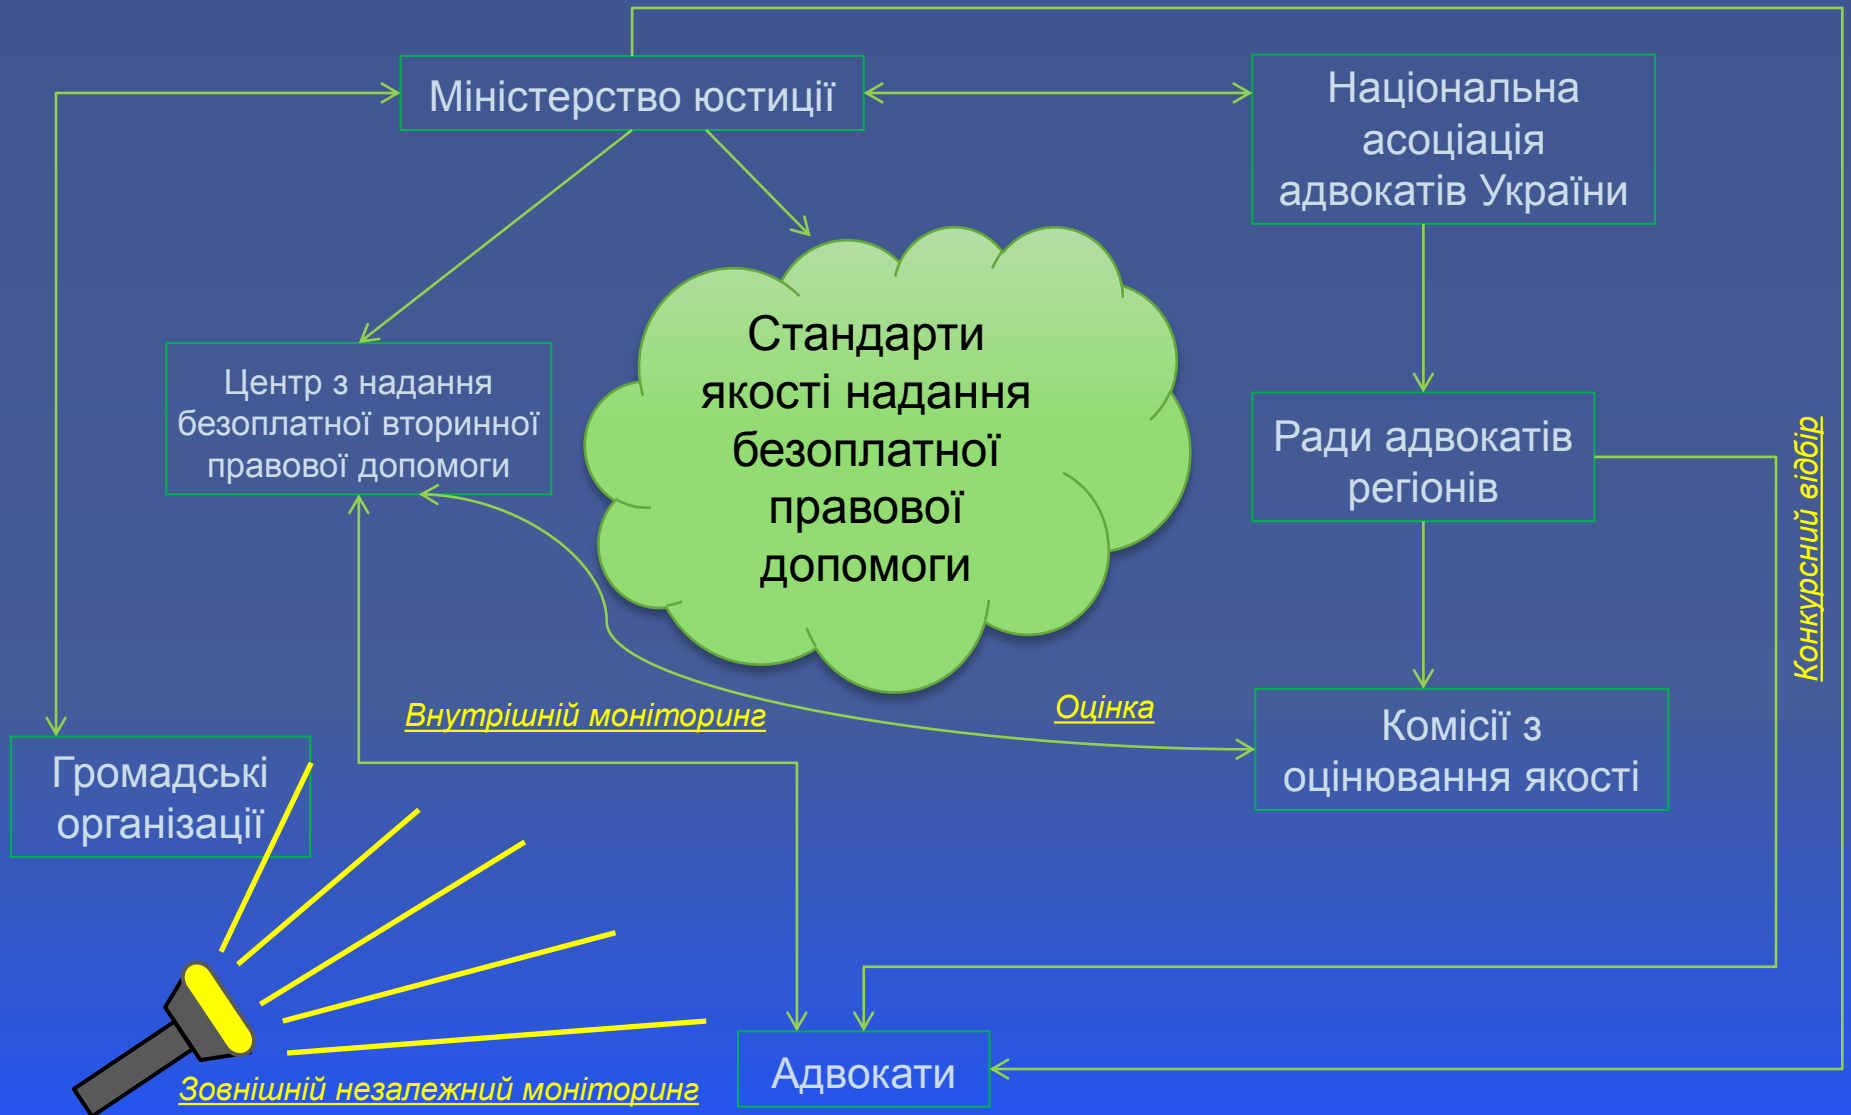 Міністерство юстиції
Національна
асоціація
адвокатів України
Стандарти
якості надання
безоплатної
правової
допомоги
Центр з надання
безоплатної вторинної
правової допомоги
Ради адвокатів
регіонів
Конкурсний відбір
Внутрішній моніторинг
Оцінка
Комісії з
оцінювання якості
Громадські
організації
Адвокати
Зовнішній незалежний моніторинг